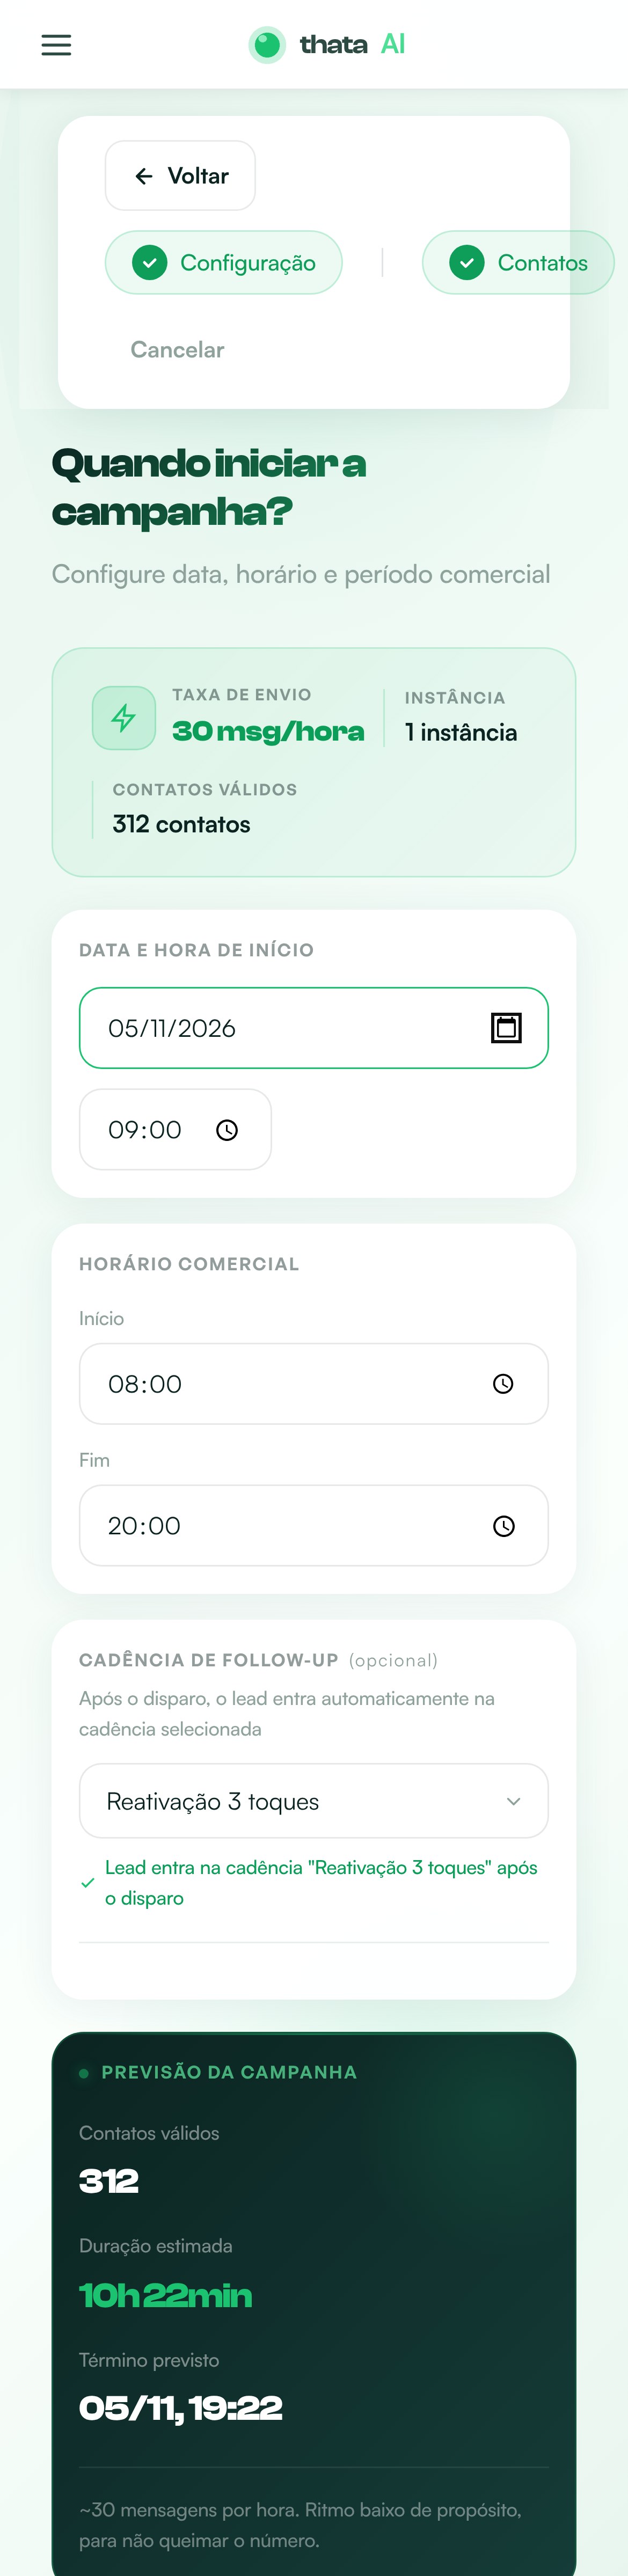 thata AI
Voltar
Configuração
Contatos
Cancelar
Quando iniciar a
campanha?
Configure data, horário e período comercial
TAXA DE ENVIO
30 msg/hora
INSTÂNCIA
1 instância
CONTATOS VÁLIDOS
312 contatos
DATA E HORA DE INÍCIO
05/11/2026
09:00
HORÁRIO COMERCIAL
Início
08:00
Fim
20:00
CADÊNCIA DE FOLLOW-UP (opcional)
Após o disparo, o lead entra automaticamente na
cadência selecionada
Reativação 3 toques
Lead entra na cadência "Reativação 3 toques" após
o disparo
PREVISÃO DA CAMPANHA
Contatos válidos
312
Duração estimada
10h 22min
Término previsto
05/11, 19:22
~30 mensagens por hora. Ritmo baixo de propósito,
para não queimar o número.